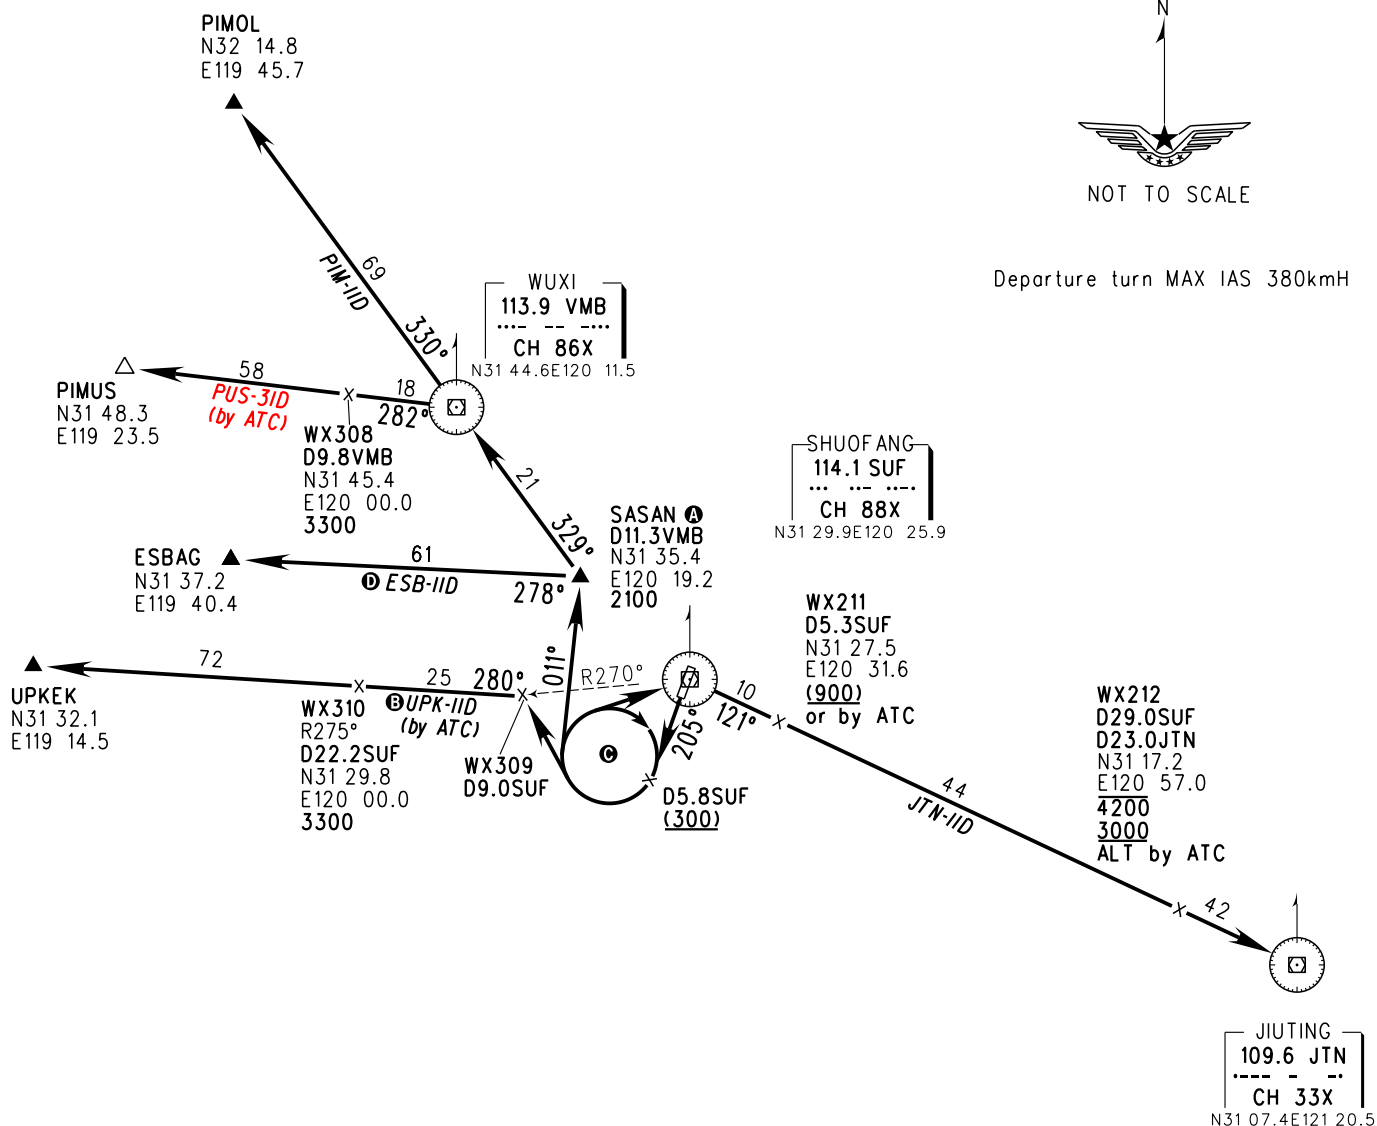 PIMOL
N32 14.8
E119 45.7
N
NOT TO SCALE
Departure turn MAX IAS 380kmH
69
PIM-11D
330°
WUXI
113.9 VMB
CH 86X
N31 44.6E120 11.5
58
PUS-31D
(by ATC)
18
282°
PIMUS
N31 48.3
E119 23.5
WX308
D9.8VMB
N31 45.4
E120 00.0
3300
21
329°
SHUOFANG
114.1 SUF
CH 88X
N31 29.9E120 25.9
SASAN A
D11.3VMB
N31 35.4
E120 19.2
2100
ESBAG
N31 37.2
E119 40.4
61
D ESB-11D
278°
011°
R270°
WX211
D5.3SUF
N31 27.5
E120 31.6
(900)
or by ATC
72
25
280°
B UPK-11D
(by ATC)
UPKEK
N31 32.1
E119 14.5
WX310
R275°
D22.2SUF
N31 29.8
E120 00.0
3300
WX309
D9.0SUF
C
205°
D5.8SUF
(300)
10
121°
44
JTN-11D
WX212
D29.0SUF
D23.0JTN
N31 17.2
E120 57.0
4200
3000
ALT by ATC
42
JIUTING
109.6 JTN
CH 33X
N31 07.4E121 20.5